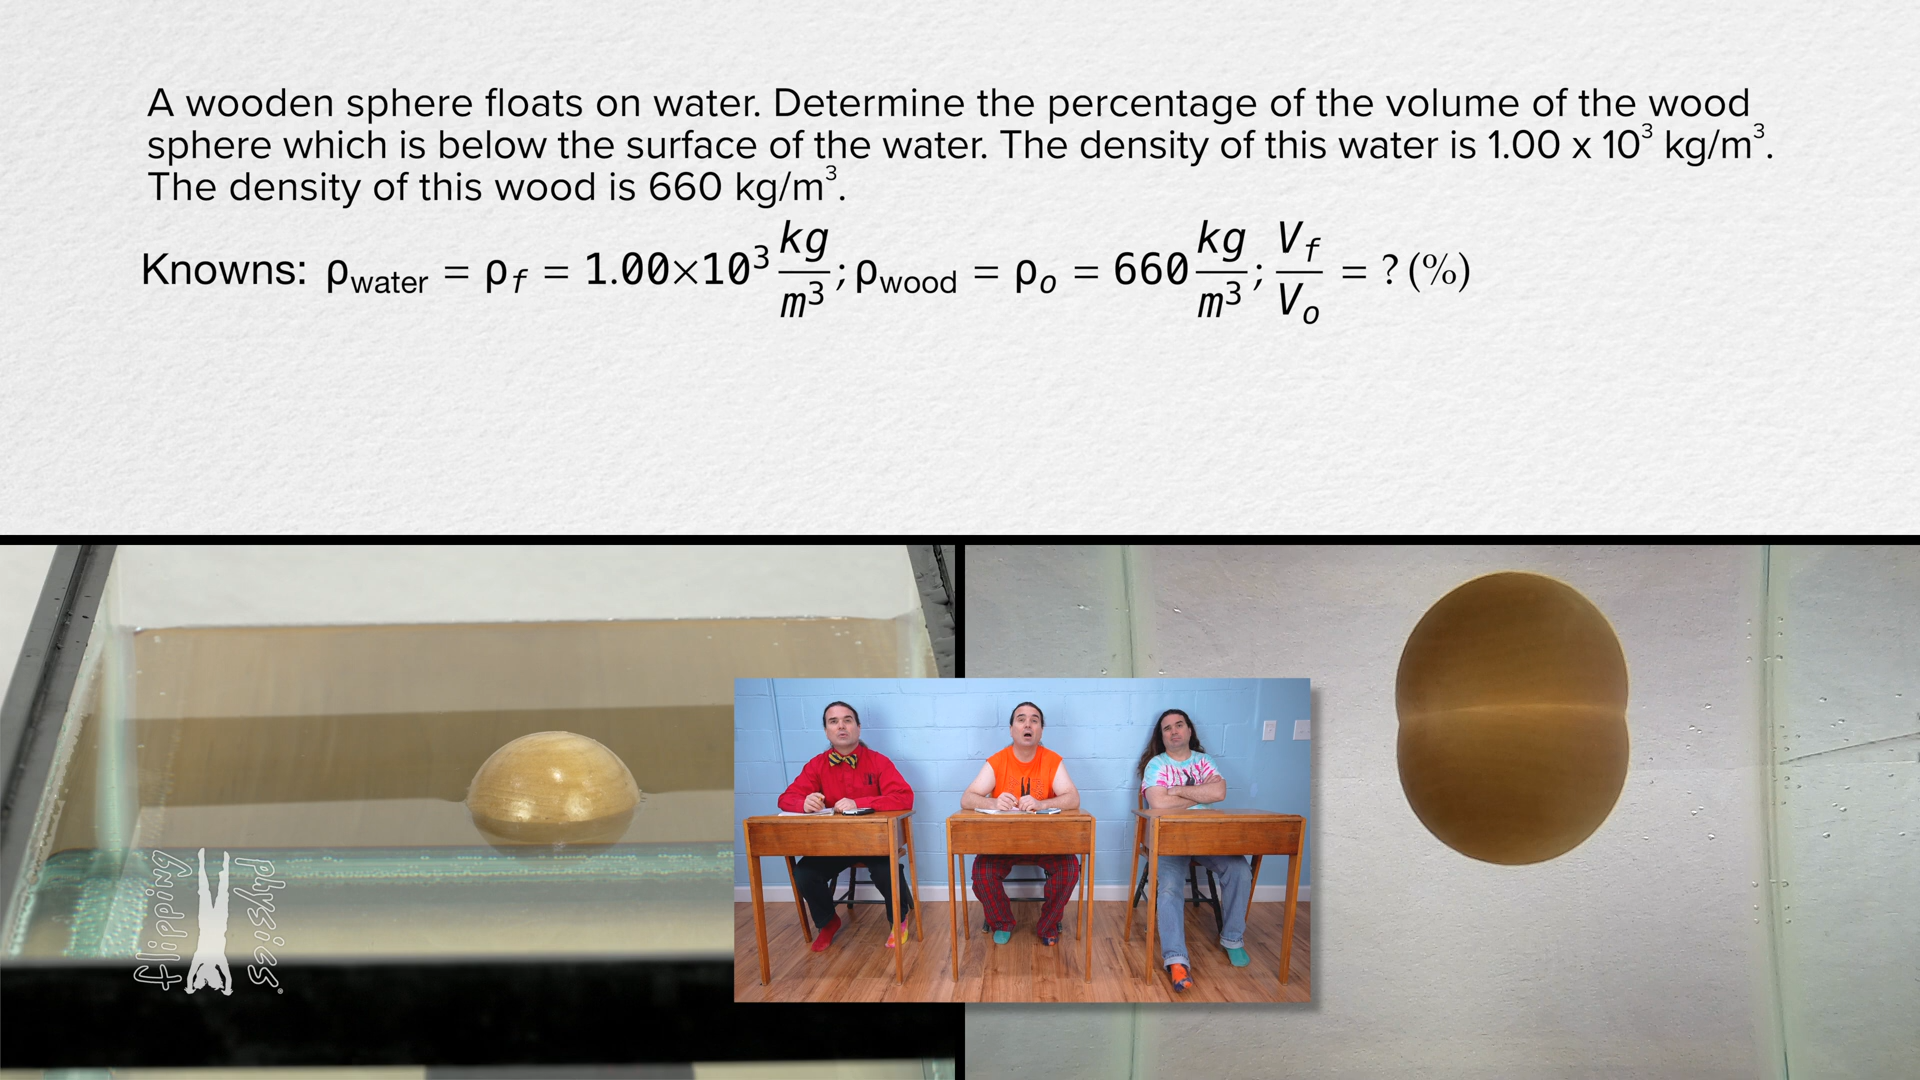 A wooden sphere floats on water. Determine the percentage of the volume of the wood
sphere which is below the surface of the water. The density of this water is 1.00 x 10³ kg/m³.
The density of this wood is 660 kg/m³.
Knowns: ρwater = ρf = 1.00×10³ kg/m³; ρwood = ρo = 660 kg/m³; Vf/Vo = ? (%)
flipping physics